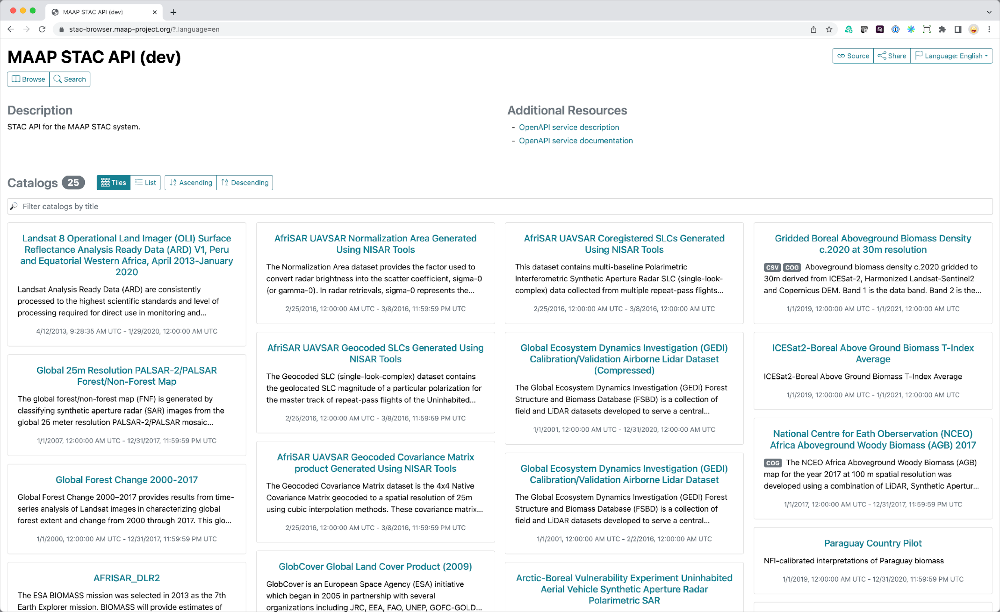 MAAP STAC API (dev)
stac-browser.maap-project.org/?.language=en
MAAP STAC API (dev)
Source
Share
Language: English
Browse
Search
Description
STAC API for the MAAP STAC system.
Additional Resources
- OpenAPI service description
- OpenAPI service documentation
Catalogs 25
Tiles
List
Ascending
Descending
Filter catalogs by title
Landsat 8 Operational Land Imager (OLI) Surface
Reflectance Analysis Ready Data (ARD) V1, Peru
and Equatorial Western Africa, April 2013-January
2020
Landsat Analysis Ready Data (ARD) are consistently
processed to the highest scientific standards and level of
processing required for direct use in monitoring and...
4/12/2013, 9:28:35 AM UTC - 1/29/2020, 12:00:00 AM UTC
Global 25m Resolution PALSAR-2/PALSAR
Forest/Non-Forest Map
The global forest/non-forest map (FNF) is generated by
classifying synthetic aperture radar (SAR) images from the
global 25 meter resolution PALSAR-2/PALSAR mosaic...
1/1/2007, 12:00:00 AM UTC - 12/31/2017, 11:59:59 PM UTC
Global Forest Change 2000-2017
Global Forest Change 2000–2017 provides results from time-
series analysis of Landsat images in characterizing global
forest extent and change from 2000 through 2017. This glo...
1/1/2000, 12:00:00 AM UTC - 12/31/2017, 11:59:59 PM UTC
AFRISAR_DLR2
The ESA BIOMASS mission was selected in 2013 as the 7th
Earth Explorer mission. BIOMASS will provide estimates of
AfriSAR UAVSAR Normalization Area Generated
Using NISAR Tools
The Normalization Area dataset provides the factor used to
convert radar brightness into the scatter coefficient, sigma-0
(or gamma-0). In radar retrievals, sigma-0 represents the...
2/25/2016, 12:00:00 AM UTC - 3/8/2016, 11:59:59 PM UTC
AfriSAR UAVSAR Geocoded SLCs Generated Using
NISAR Tools
The Geocoded SLC (single-look-complex) dataset contains
the geolocated SLC magnitude of a particular polarization for
the master track of repeat-pass flights of the Uninhabited...
2/25/2016, 12:00:00 AM UTC - 3/8/2016, 11:59:59 PM UTC
AfriSAR UAVSAR Geocoded Covariance Matrix
product Generated Using NISAR Tools
The Geocoded Covariance Matrix dataset is the 4x4 Native
Covariance Matrix geocoded to a spatial resolution of 25m
using cubic interpolation methods. These covariance matrix...
2/25/2016, 12:00:00 AM UTC - 3/8/2016, 11:59:59 PM UTC
GlobCover Global Land Cover Product (2009)
GlobCover is an European Space Agency (ESA) initiative
which began in 2005 in partnership with several
organizations including JRC, EEA, FAO, UNEP, GOFC-GOLD...
AfriSAR UAVSAR Coregistered SLCs Generated
Using NISAR Tools
This dataset contains multi-baseline Polarimetric
Interferometric Synthetic Aperture Radar SLC (single-look-
complex) data collected from multiple repeat-pass flights...
2/25/2016, 12:00:00 AM UTC - 3/8/2016, 12:00:00 AM UTC
Global Ecosystem Dynamics Investigation (GEDI)
Calibration/Validation Airborne Lidar Dataset
(Compressed)
The Global Ecosystem Dynamics Investigation (GEDI) Forest
Structure and Biomass Database (FSBD) is a collection of
field and LiDAR datasets developed to serve a central...
1/1/2001, 12:00:00 AM UTC - 12/31/2020, 12:00:00 AM UTC
Global Ecosystem Dynamics Investigation (GEDI)
Calibration/Validation Airborne Lidar Dataset
The Global Ecosystem Dynamics Investigation (GEDI) Forest
Structure and Biomass Database (FSBD) is a collection of
field and LiDAR datasets developed to serve a central...
1/1/2001, 12:00:00 AM UTC - 2/2/2016, 12:00:00 AM UTC
Arctic-Boreal Vulnerability Experiment Uninhabited
Aerial Vehicle Synthetic Aperture Radar
Polarimetric SAR
Gridded Boreal Aboveground Biomass Density
c.2020 at 30m resolution
CSV COG Aboveground biomass density c.2020 gridded to
30m derived from ICESat-2, Harmonized Landsat-Sentinel2
and Copernicus DEM. Band 1 is the data band. Band 2 is the...
1/1/2019, 12:00:00 AM UTC - 1/1/2021, 12:00:00 AM UTC
ICESat2-Boreal Above Ground Biomass T-Index
Average
ICESat2-Boreal Above Ground Biomass T-Index Average
1/1/2019, 12:00:00 AM UTC - 1/1/2021, 12:00:00 AM UTC
National Centre for Eath Oberservation (NCEO)
Africa Aboveground Woody Biomass (AGB) 2017
COG The NCEO Africa Aboveground Woody Biomass (AGB)
map for the year 2017 at 100 m spatial resolution was
developed using a combination of LiDAR, Synthetic Apertur...
1/1/2017, 12:00:00 AM UTC - 12/31/2017, 11:59:59 PM UTC
Paraguay Country Pilot
NFI-calibrated interpretations of Paraguay biomass
1/1/2019, 12:00:00 AM UTC - 12/31/2020, 11:59:59 PM UTC